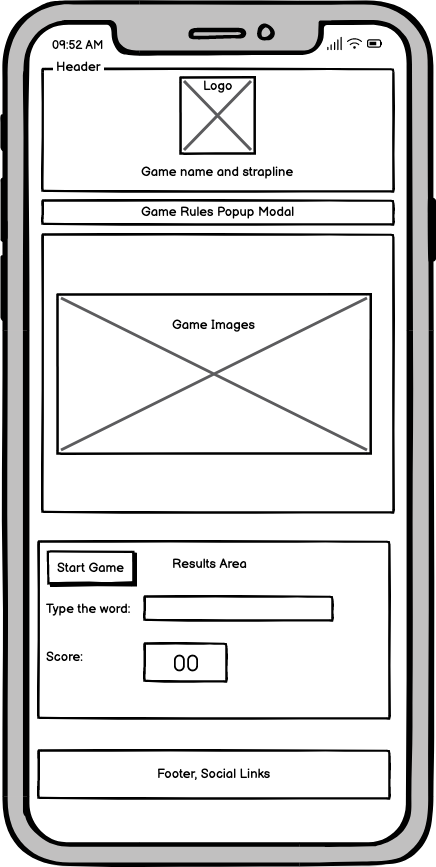 09:52 AM
Header
Logo
Game name and strapline
Game Rules Popup Modal
Game Images
Start Game
Results Area
Type the word:
Score:
00
Footer, Social Links